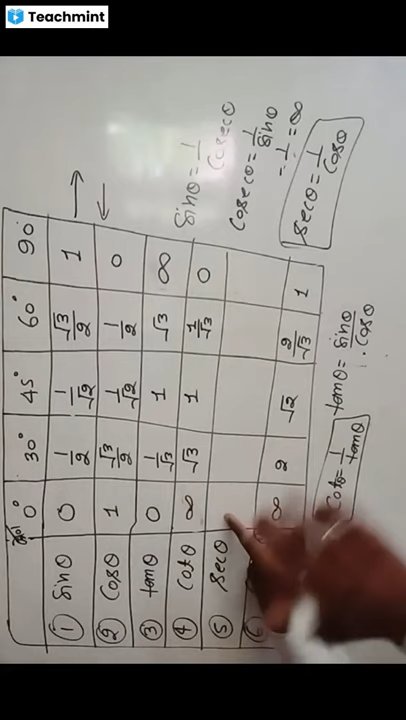 Teachmint
0° 30° 45° 60° 90°
① Sinθ 0 1/2 1/√2 √3/2 1
② Cosθ 1 √3/2 1/√2 1/2 0
③ tanθ 0 1/√3 1 √3 ∞
④ Cotθ ∞ √3 1 1/√3 0
⑤ Secθ
⑥ ∞ 2 √2 2/√3 1
→
←
Sinθ = 1/Cosecθ
Cosecθ = 1/Sinθ
= 1/ = ∞
Secθ = 1/Cosθ
Cotθ = 1/tanθ
tanθ = Sinθ/Cosθ